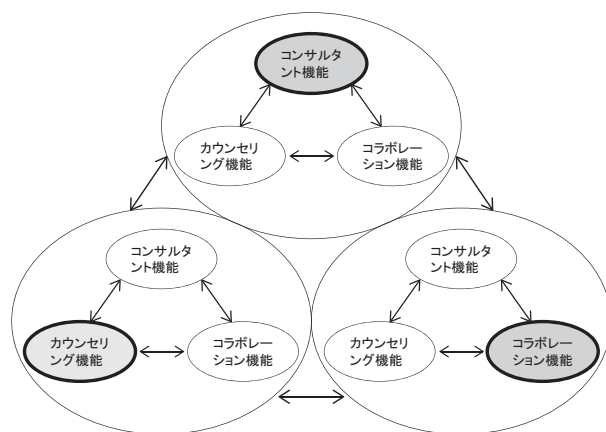 コンサルタ
ント機能
カウンセリ
ング機能
コラボレー
ション機能
コンサルタ
ント機能
カウンセリ
ング機能
コラボレー
ション機能
コンサルタ
ント機能
カウンセリ
ング機能
コラボレー
ション機能